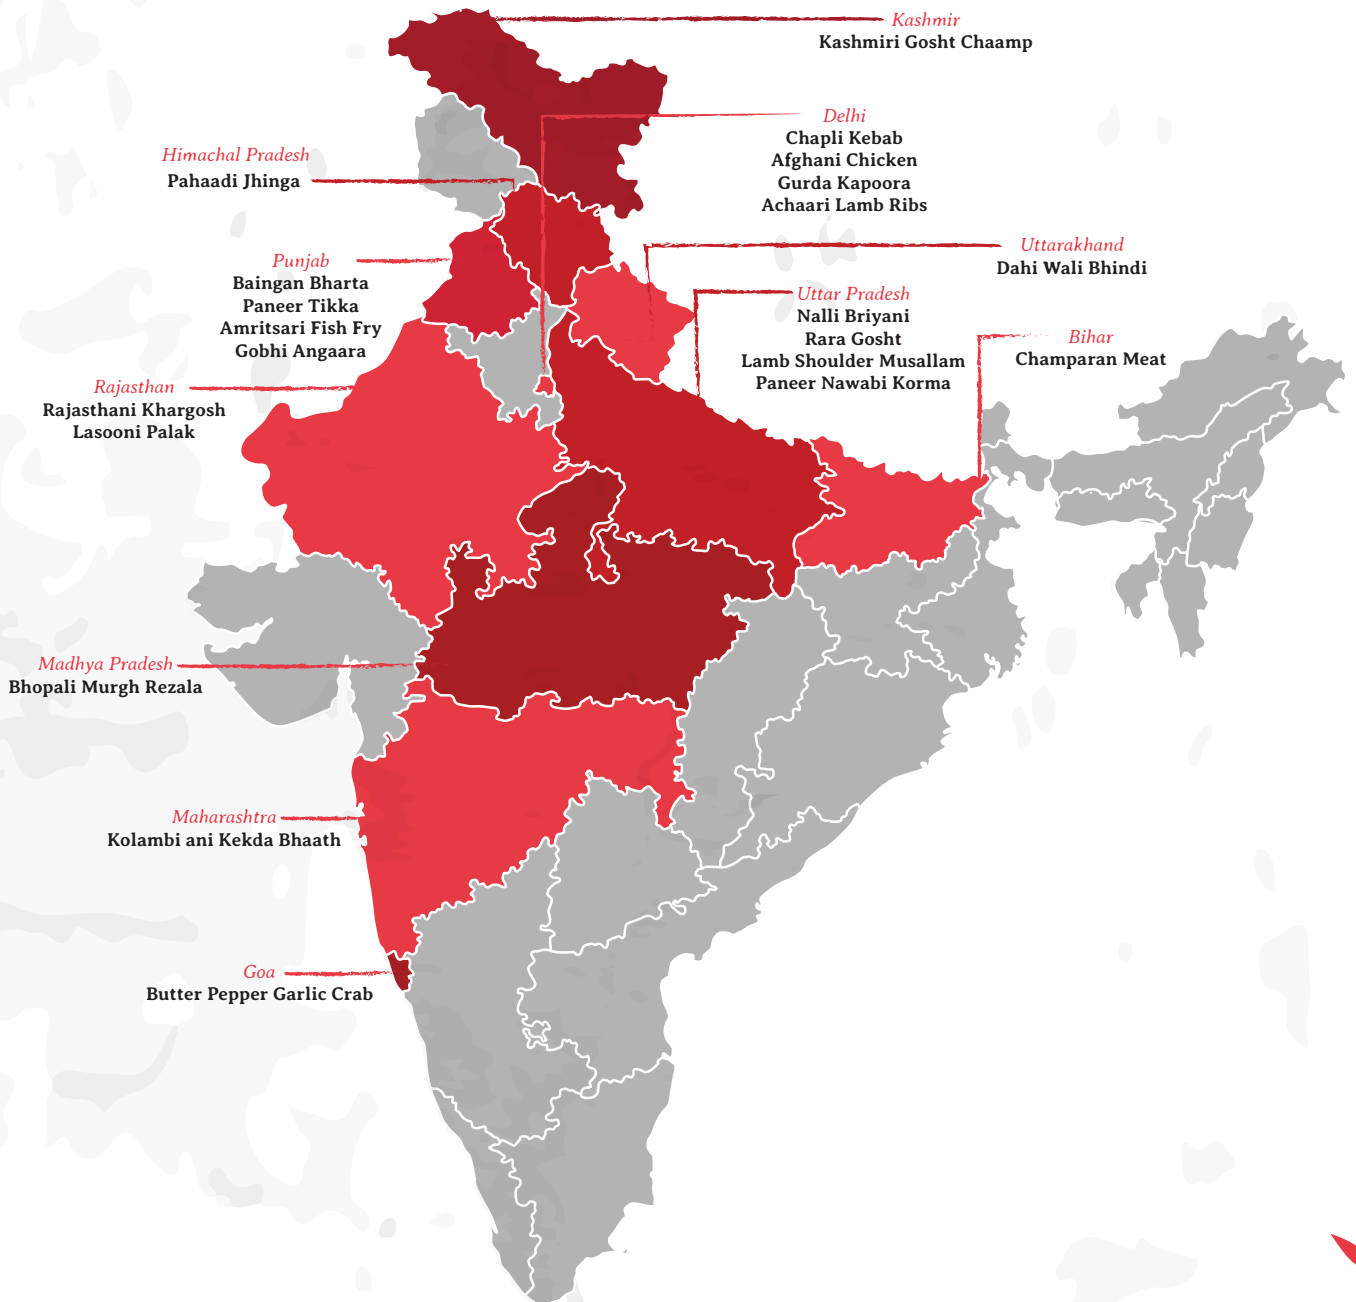 Kashmir
Kashmiri Gosht Chaamp
Delhi
Chapli Kebab
Afghani Chicken
Gurda Kapoora
Achaari Lamb Ribs
Himachal Pradesh
Pahaadi Jhinga
Uttarakhand
Dahi Wali Bhindi
Punjab
Baingan Bharta
Paneer Tikka
Amritsari Fish Fry
Gobhi Angaara
Uttar Pradesh
Nalli Briyani
Rara Gosht
Lamb Shoulder Musallam
Paneer Nawabi Korma
Bihar
Champaran Meat
Rajasthan
Rajasthani Khargosh
Lasooni Palak
Madhya Pradesh
Bhopali Murgh Rezala
Maharashtra
Kolambi ani Kekda Bhaath
Goa
Butter Pepper Garlic Crab